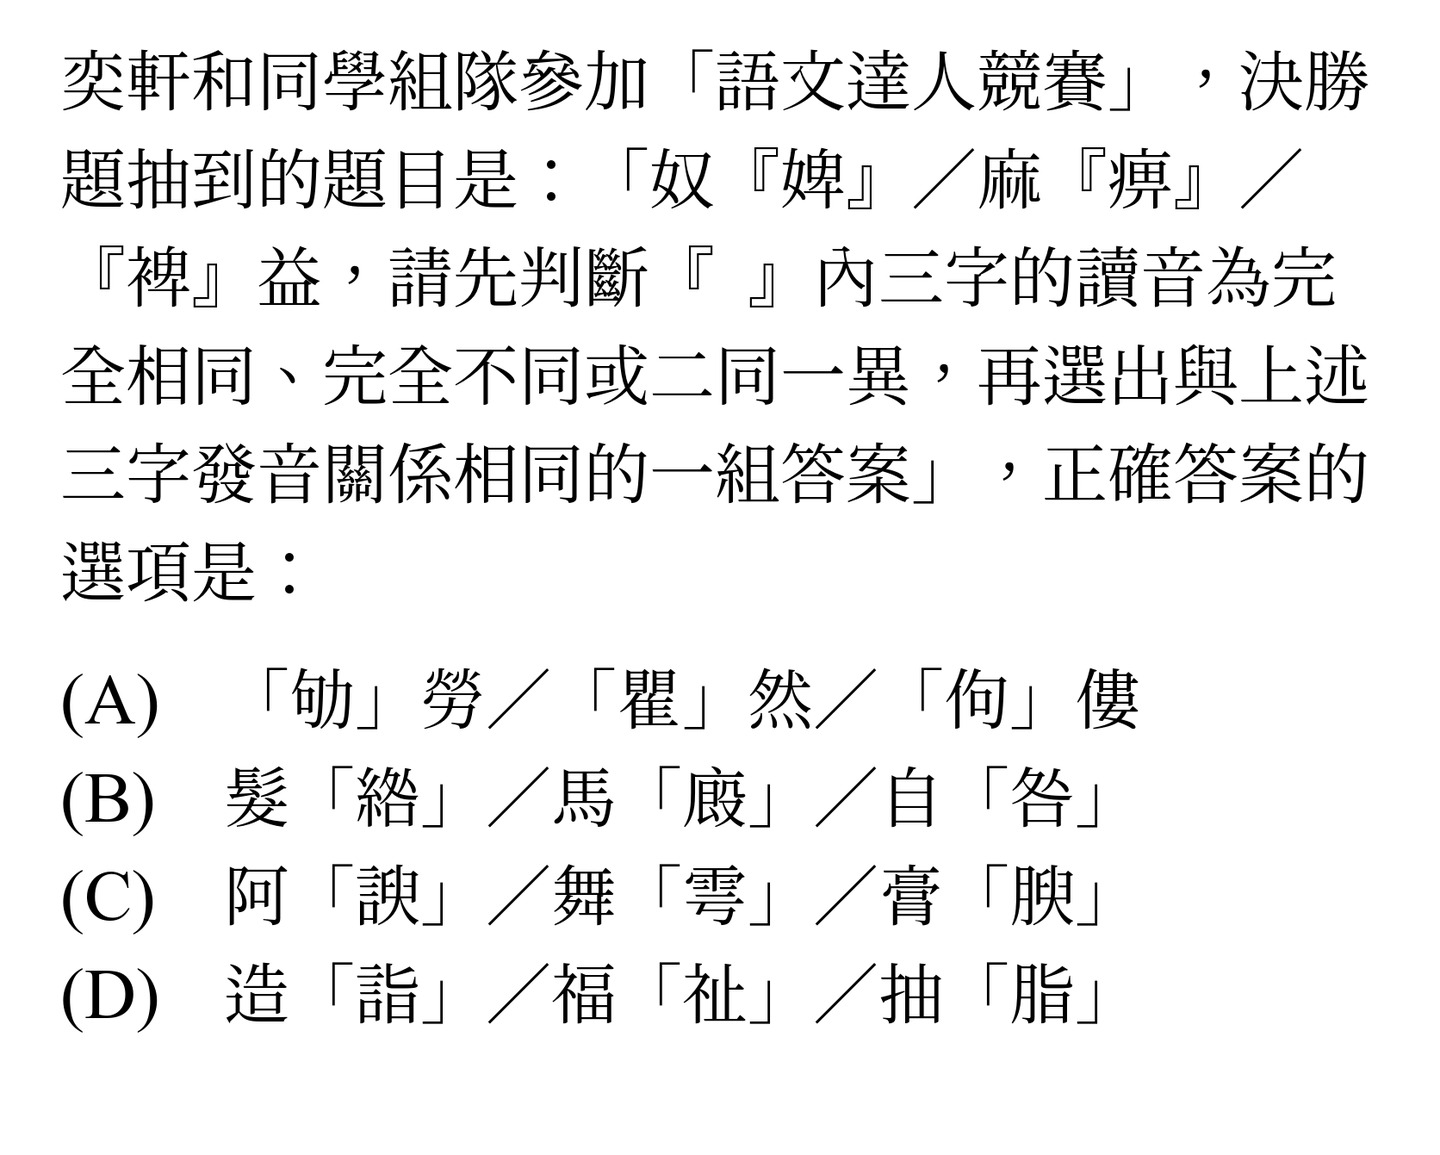 奕軒和同學組隊參加「語文達人競賽」，決勝
題抽到的題目是：「奴『婢』／麻『痹』／
『裨』益，請先判斷『 』內三字的讀音為完
全相同、完全不同或二同一異，再選出與上述
三字發音關係相同的一組答案」，正確答案的
選項是：
(A) 「劬」勞／「瞿」然／「佝」僂
(B) 髮「綹」／馬「廄」／自「咎」
(C) 阿「諛」／舞「雩」／膏「腴」
(D) 造「詣」／福「祉」／抽「脂」